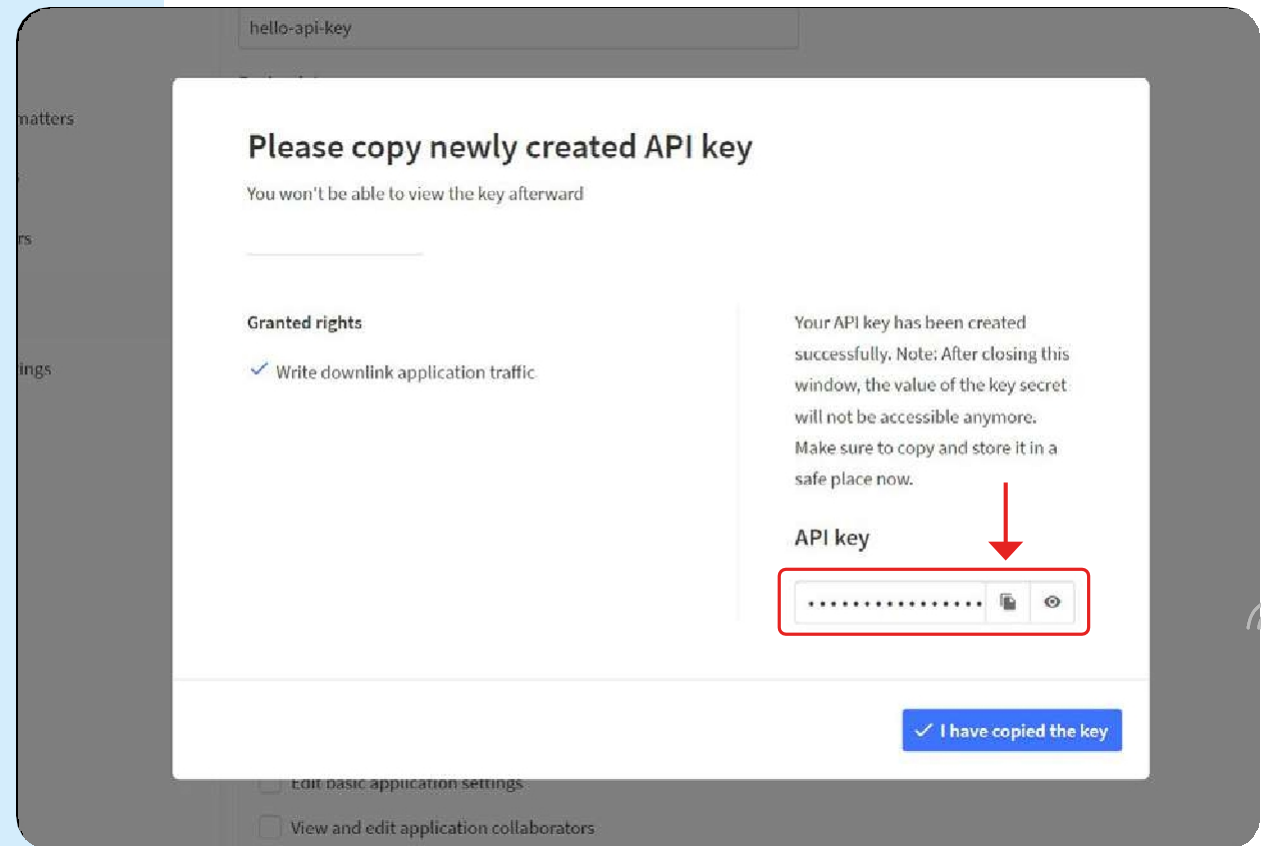 hello-api-key
matters
Please copy newly created API key
You won't be able to view the key afterward
rs
Granted rights
Write downlink application traffic
ings
Your API key has been created
successfully. Note: After closing this
window, the value of the key secret
will not be accessible anymore.
Make sure to copy and store it in a
safe place now.
API key
I have copied the key
Edit basic application settings
View and edit application collaborators